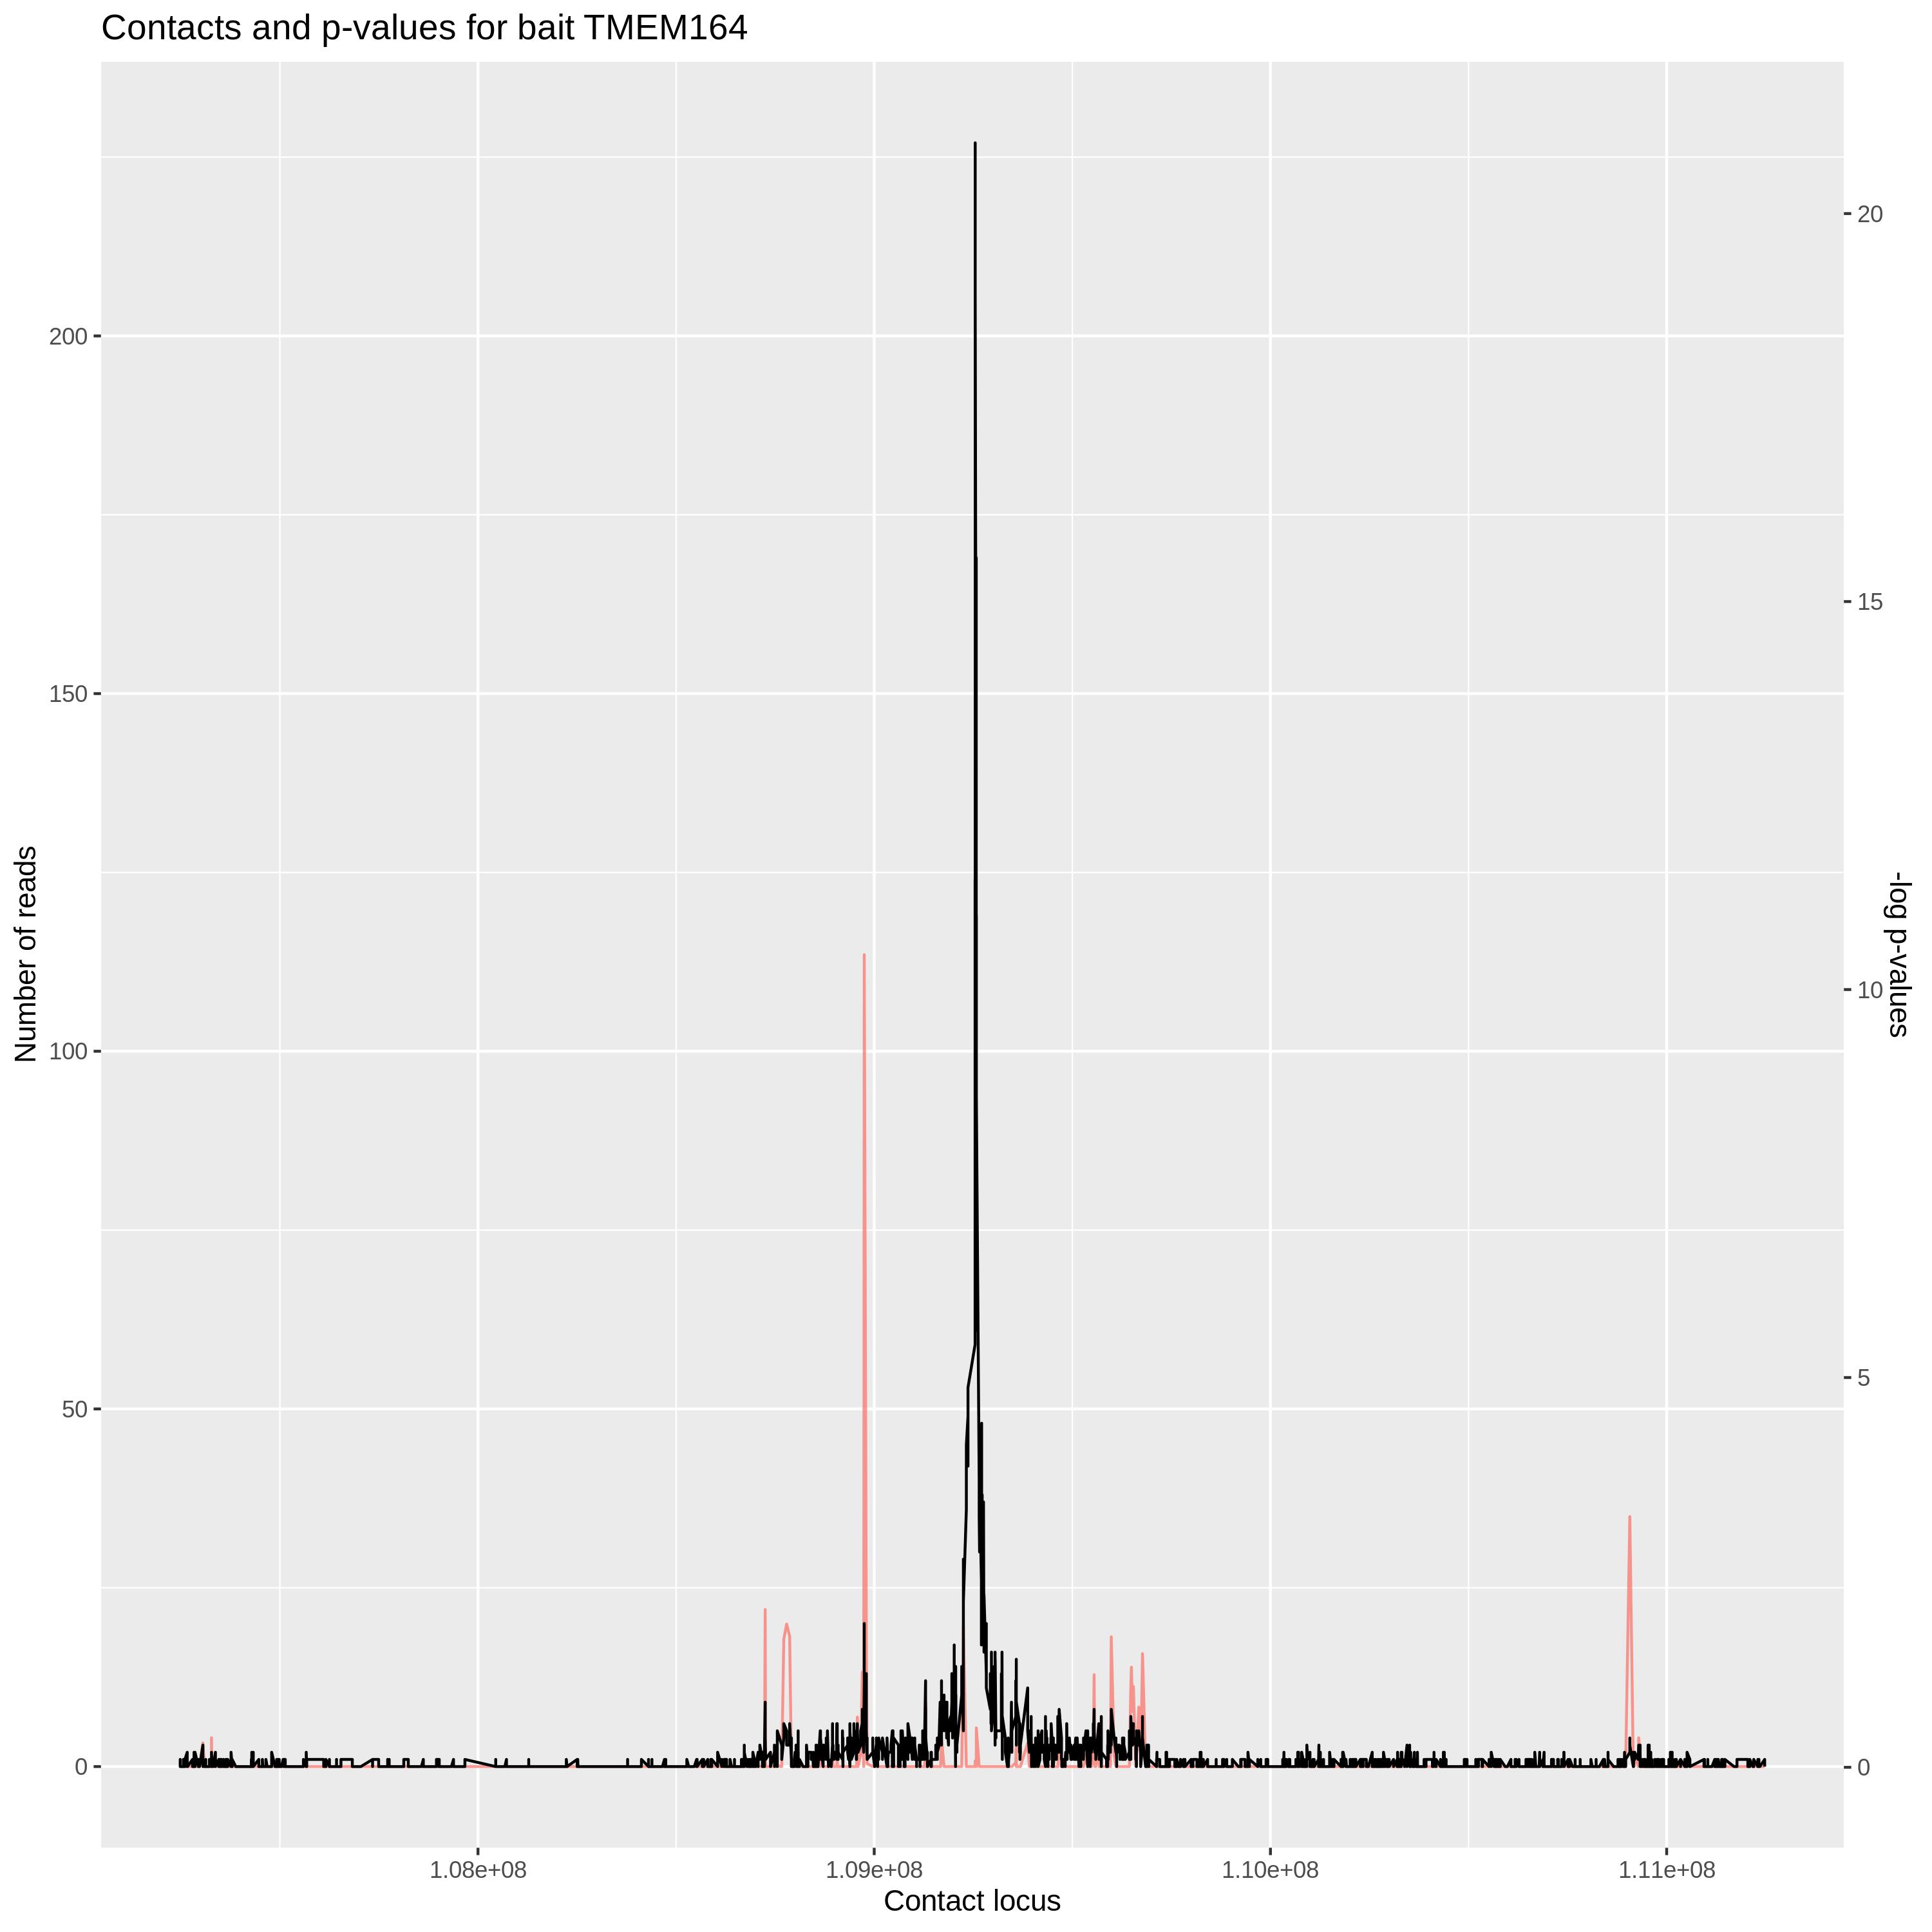 Contacts and p-values for bait TMEM164
Number of reads
200
150
100
50
0
20
15
10
5
0
-log p-values
1.08e+08
1.09e+08
1.10e+08
1.11e+08
Contact locus